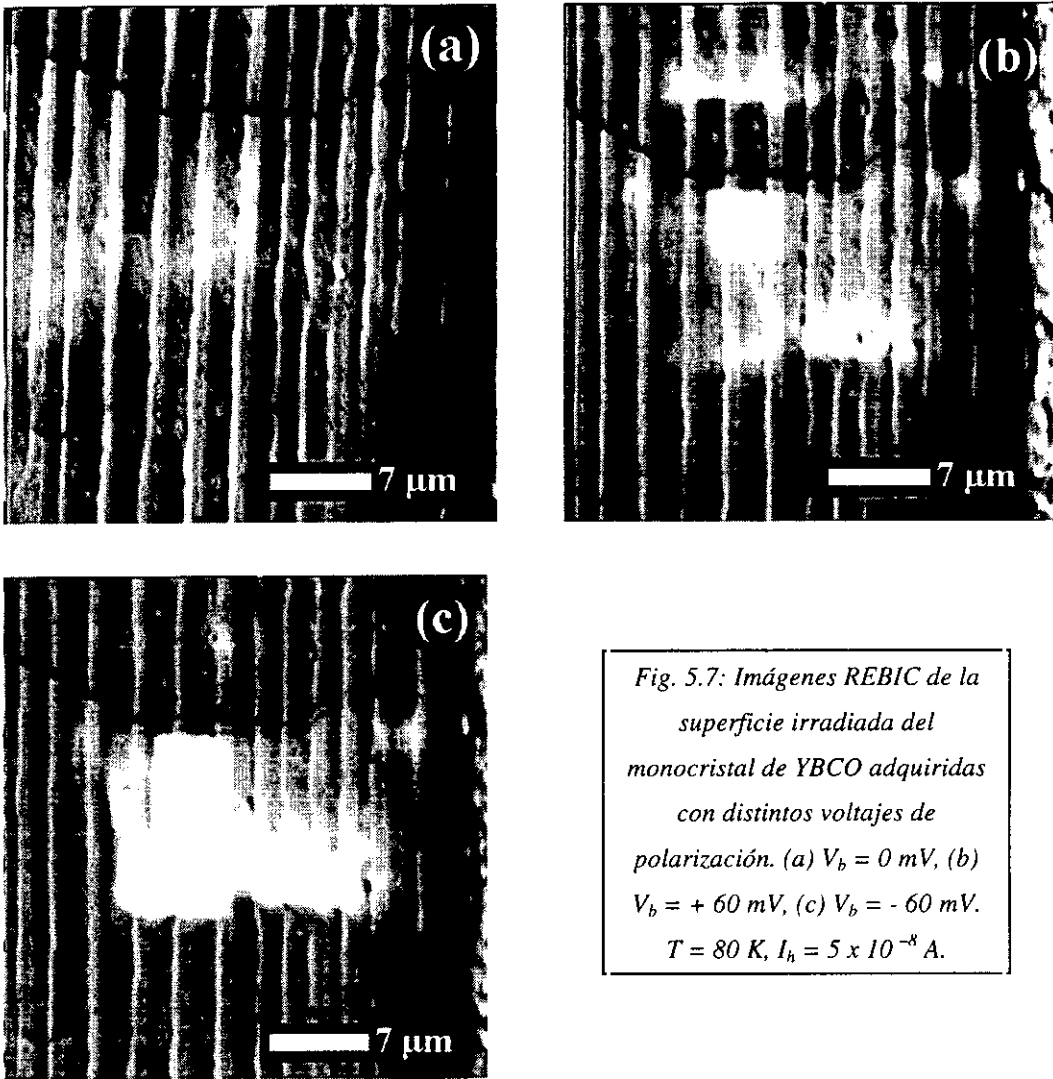 (a)
7 µm
(b)
7 µm
(c)
7 µm
Fig. 5.7: Imágenes REBIC de la
superficie irradiada del
monocristal de YBCO adquiridas
con distintos voltajes de
polarización. (a) V_b = 0 mV, (b)
V_b = + 60 mV, (c) V_b = - 60 mV.
T = 80 K, I_h = 5 x 10^{-8} A.